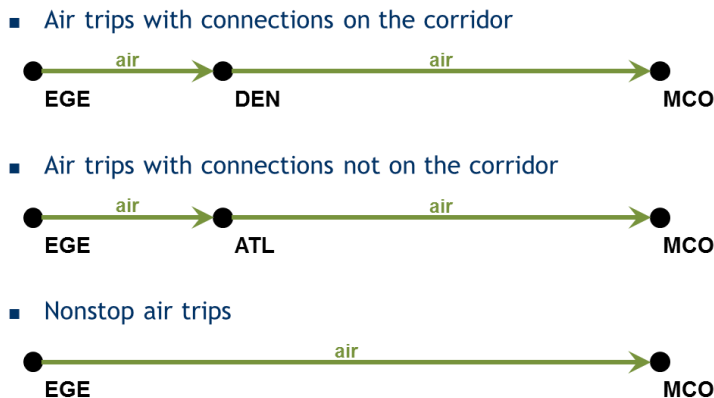 ▪ Air trips with connections on the corridor
air air
EGE DEN MCO
▪ Air trips with connections not on the corridor
air air
EGE ATL MCO
▪ Nonstop air trips
air
EGE MCO